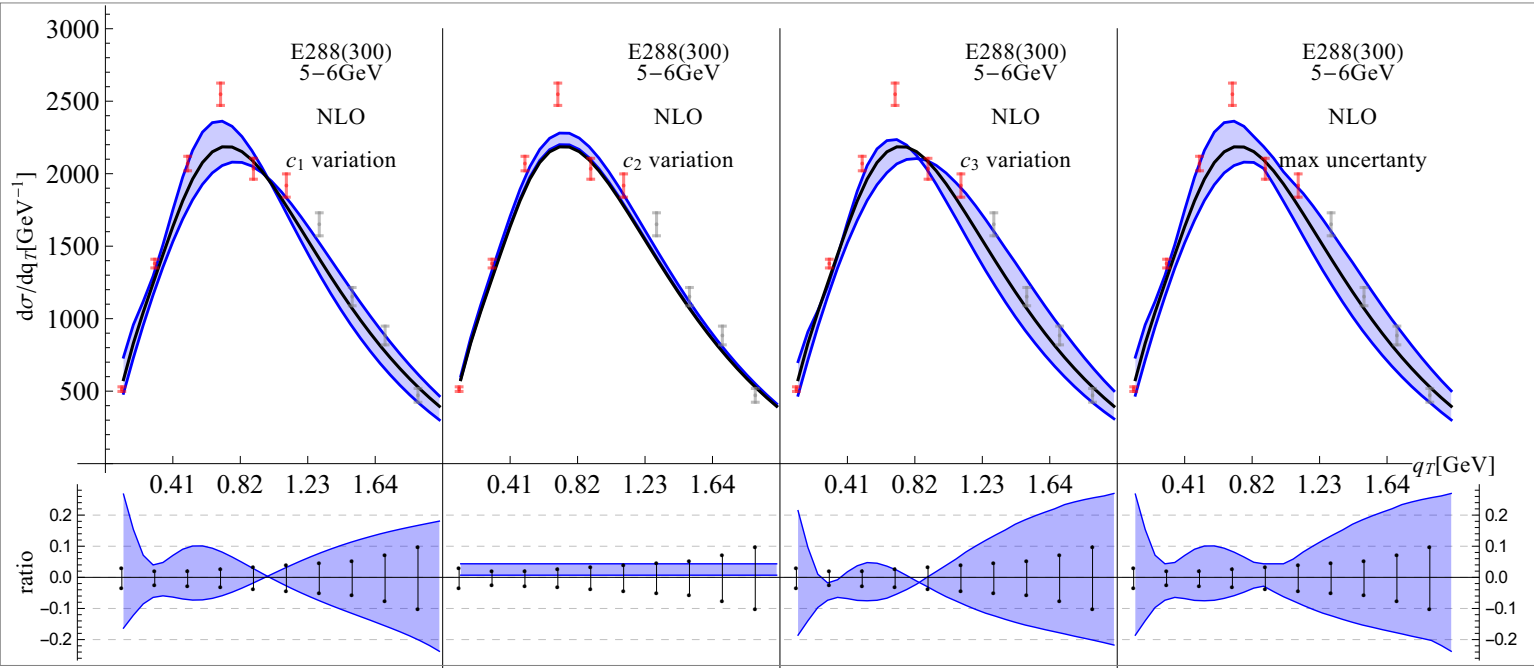 3000
2500
2000
1500
1000
500
dσ/dq_T[GeV⁻¹]
E288(300)
5−6GeV
NLO
c₁ variation
E288(300)
5−6GeV
NLO
c₂ variation
E288(300)
5−6GeV
NLO
c₃ variation
E288(300)
5−6GeV
NLO
max uncertanty
q_T[GeV]
0.41 0.82 1.23 1.64
0.41 0.82 1.23 1.64
0.41 0.82 1.23 1.64
0.41 0.82 1.23 1.64
ratio
0.2
0.1
0.0
−0.1
−0.2
0.2
0.1
0.0
−0.1
−0.2